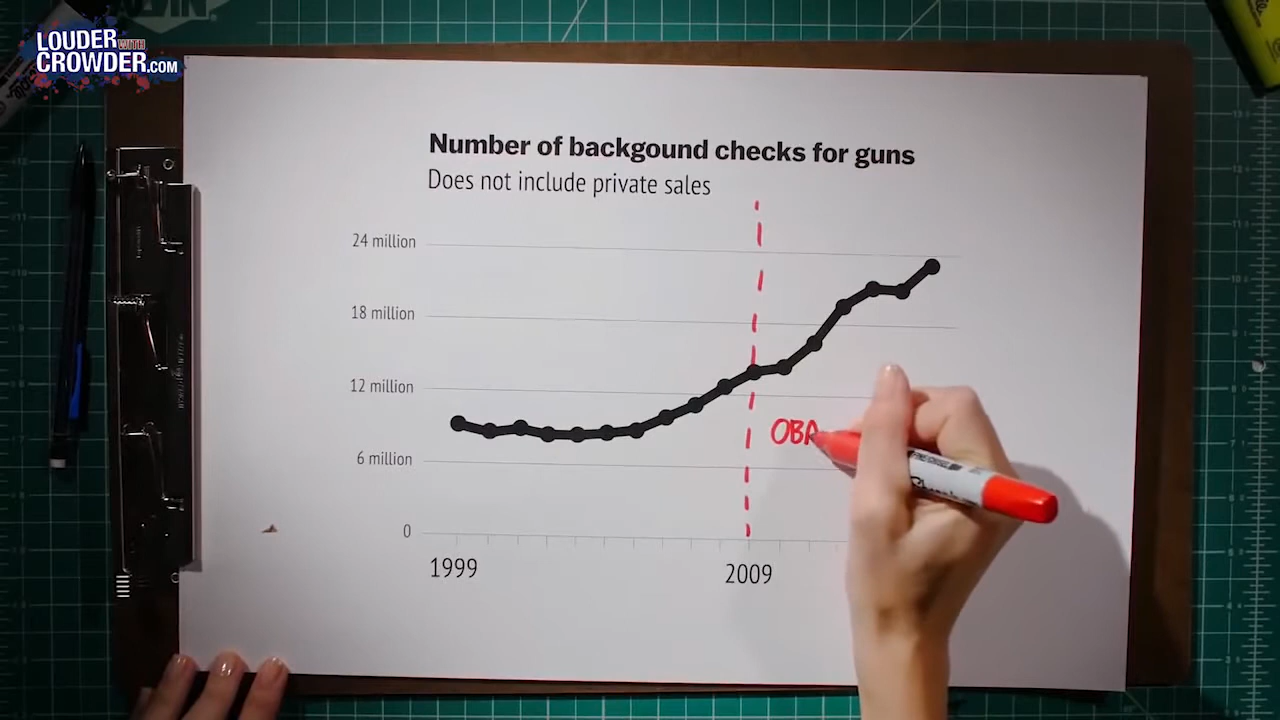 LOUDER WITH
CROWDER.COM
Number of backgound checks for guns
Does not include private sales
24 million
18 million
12 million
6 million
0
OBA
1999
2009